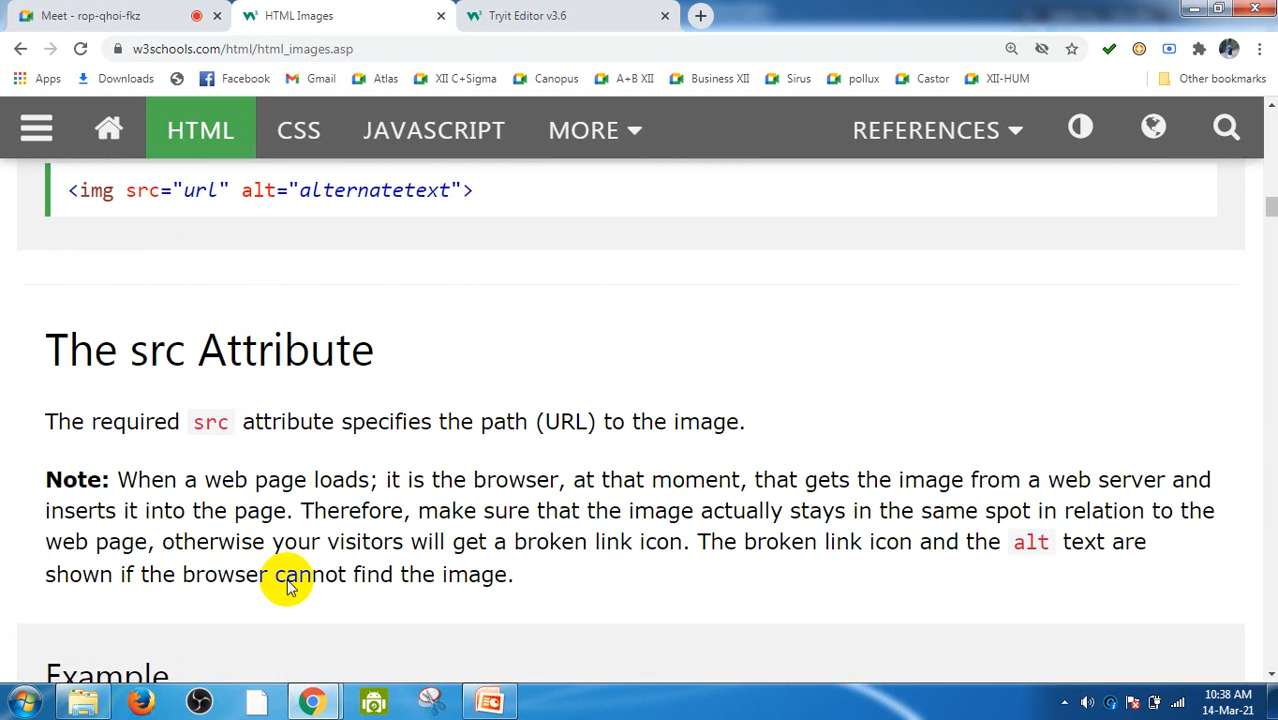 Meet - rop-qhoi-fkz
HTML Images
Tryit Editor v3.6
w3schools.com/html/html_images.asp
Apps Downloads Facebook Gmail Atlas XII C+Sigma Canopus A+B XII Business XII Sirus pollux Castor XII-HUM Other bookmarks
HTML CSS JAVASCRIPT MORE REFERENCES
<img src="url" alt="alternatetext">
The src Attribute
The required src attribute specifies the path (URL) to the image.
Note: When a web page loads; it is the browser, at that moment, that gets the image from a web server and
inserts it into the page. Therefore, make sure that the image actually stays in the same spot in relation to the
web page, otherwise your visitors will get a broken link icon. The broken link icon and the alt text are
shown if the browser cannot find the image.
Example
10:38 AM
14-Mar-21